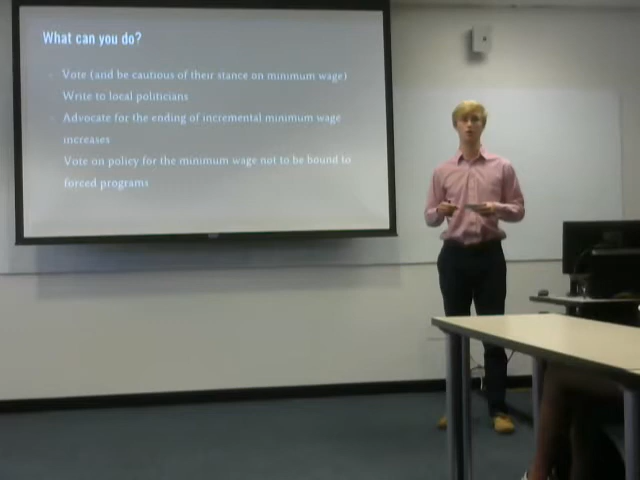 What can you do?
Vote (and be cautious of their stance on minimum wage)
Write to local politicians
Advocate for the ending of incremental minimum wage
increases
Vote on policy for the minimum wage not to be bound to
forced programs